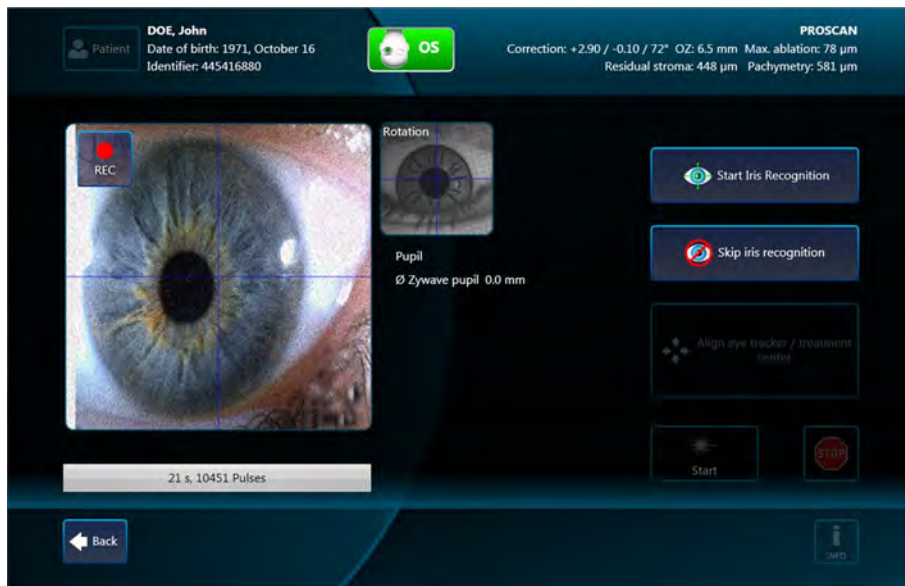 Patient
DOE, John
Date of birth: 1971, October 16
Identifier: 445416880
OS
PROSCAN
Correction: +2.90 / -0.10 / 72° OZ: 6.5 mm Max. ablation: 78 µm
Residual stroma: 448 µm Pachymetry: 581 µm
REC
Rotation
Pupil
Ø Zywave pupil 0.0 mm
Start Iris Recognition
Skip iris recognition
Align eye tracker / treatment
center
Start
STOP
21 s, 10451 Pulses
Back
INFO